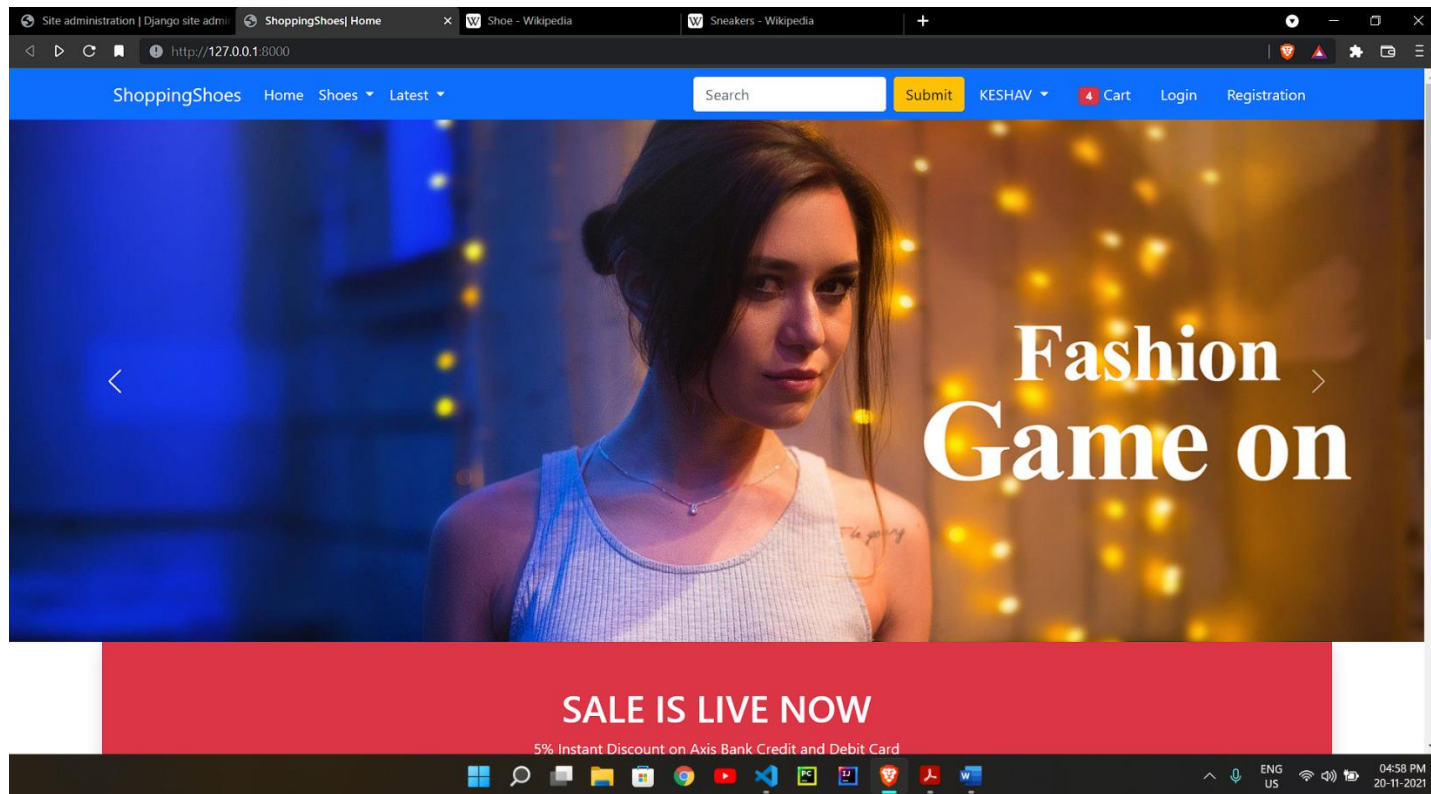 Site administration | Django site admi
ShoppingShoes| Home
Shoe - Wikipedia
Sneakers - Wikipedia
http://127.0.0.1:8000
ShoppingShoes Home Shoes Latest Search Submit KESHAV 4 Cart Login Registration
Fashion
Game on
SALE IS LIVE NOW
5% Instant Discount on Axis Bank Credit and Debit Card
ENG
US
04:58 PM
20-11-2021